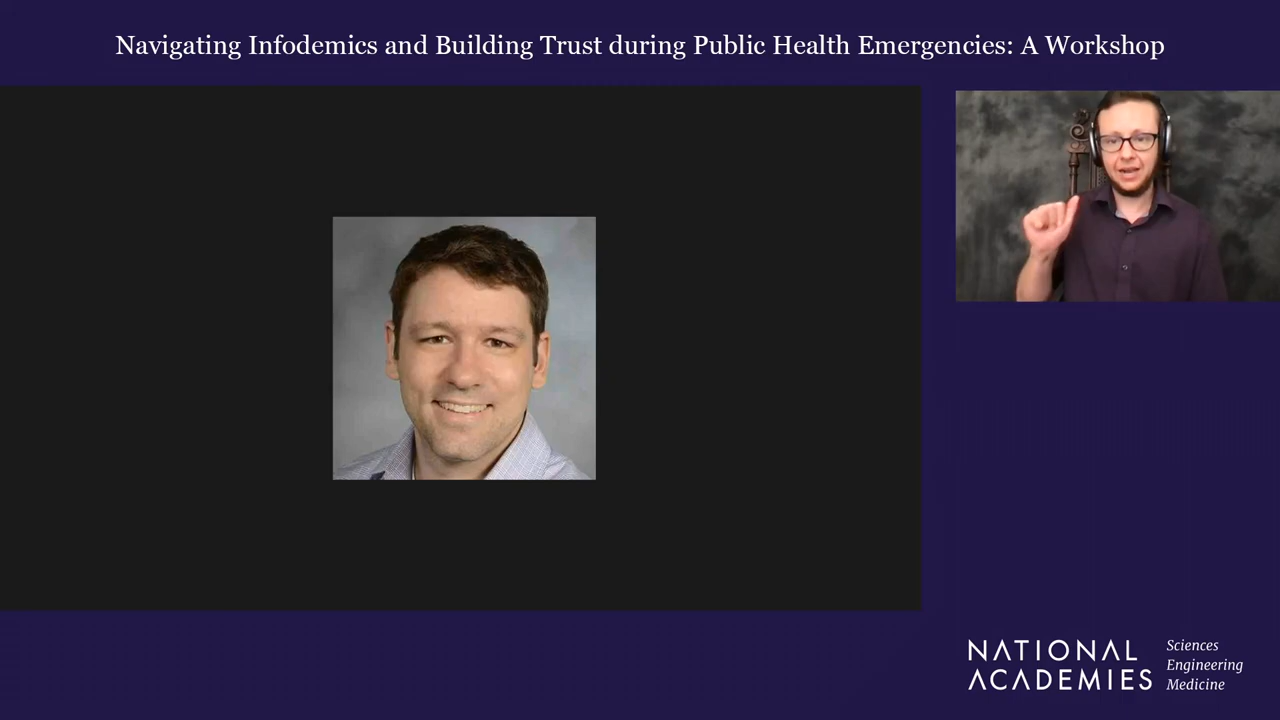 Navigating Infodemics and Building Trust during Public Health Emergencies: A Workshop
NATIONAL
ACADEMIES
Sciences
Engineering
Medicine